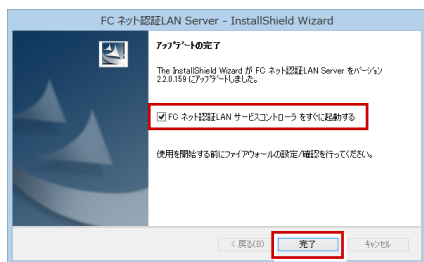 FC ネット認証LAN Server - InstallShield Wizard
アップデートの完了
The InstallShield Wizard が FC ネット認証LAN Server をバージョン
2.2.0.159 にアップデートしました。
FC ネット認証LAN サービスコントローラ をすぐに起動する
使用を開始する前にファイアウォールの設定/確認を行ってください。
< 戻る(B)
完了
キャンセル